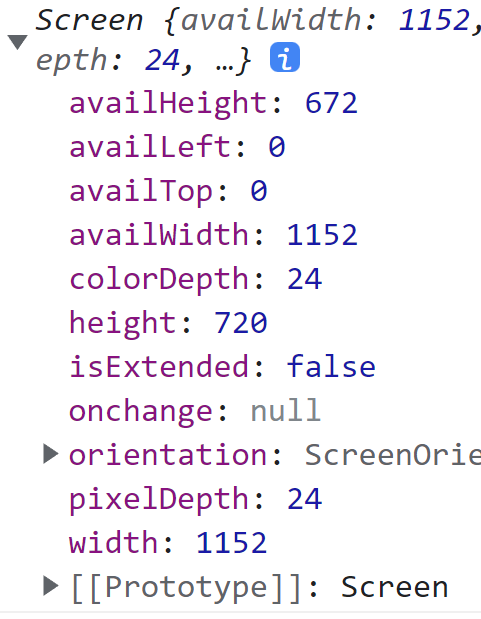 Screen {availWidth: 1152,
epth: 24, …} i
availHeight: 672
availLeft: 0
availTop: 0
availWidth: 1152
colorDepth: 24
height: 720
isExtended: false
onchange: null
orientation: ScreenOrie
pixelDepth: 24
width: 1152
[[Prototype]]: Screen